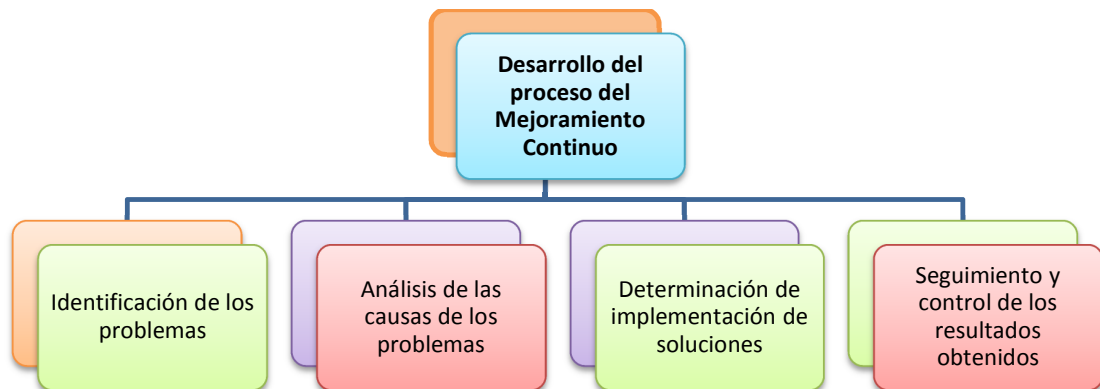 Desarrollo del
proceso del
Mejoramiento
Continuo
Identificación de los
problemas
Análisis de las
causas de los
problemas
Determinación de
implementación de
soluciones
Seguimiento y
control de los
resultados
obtenidos